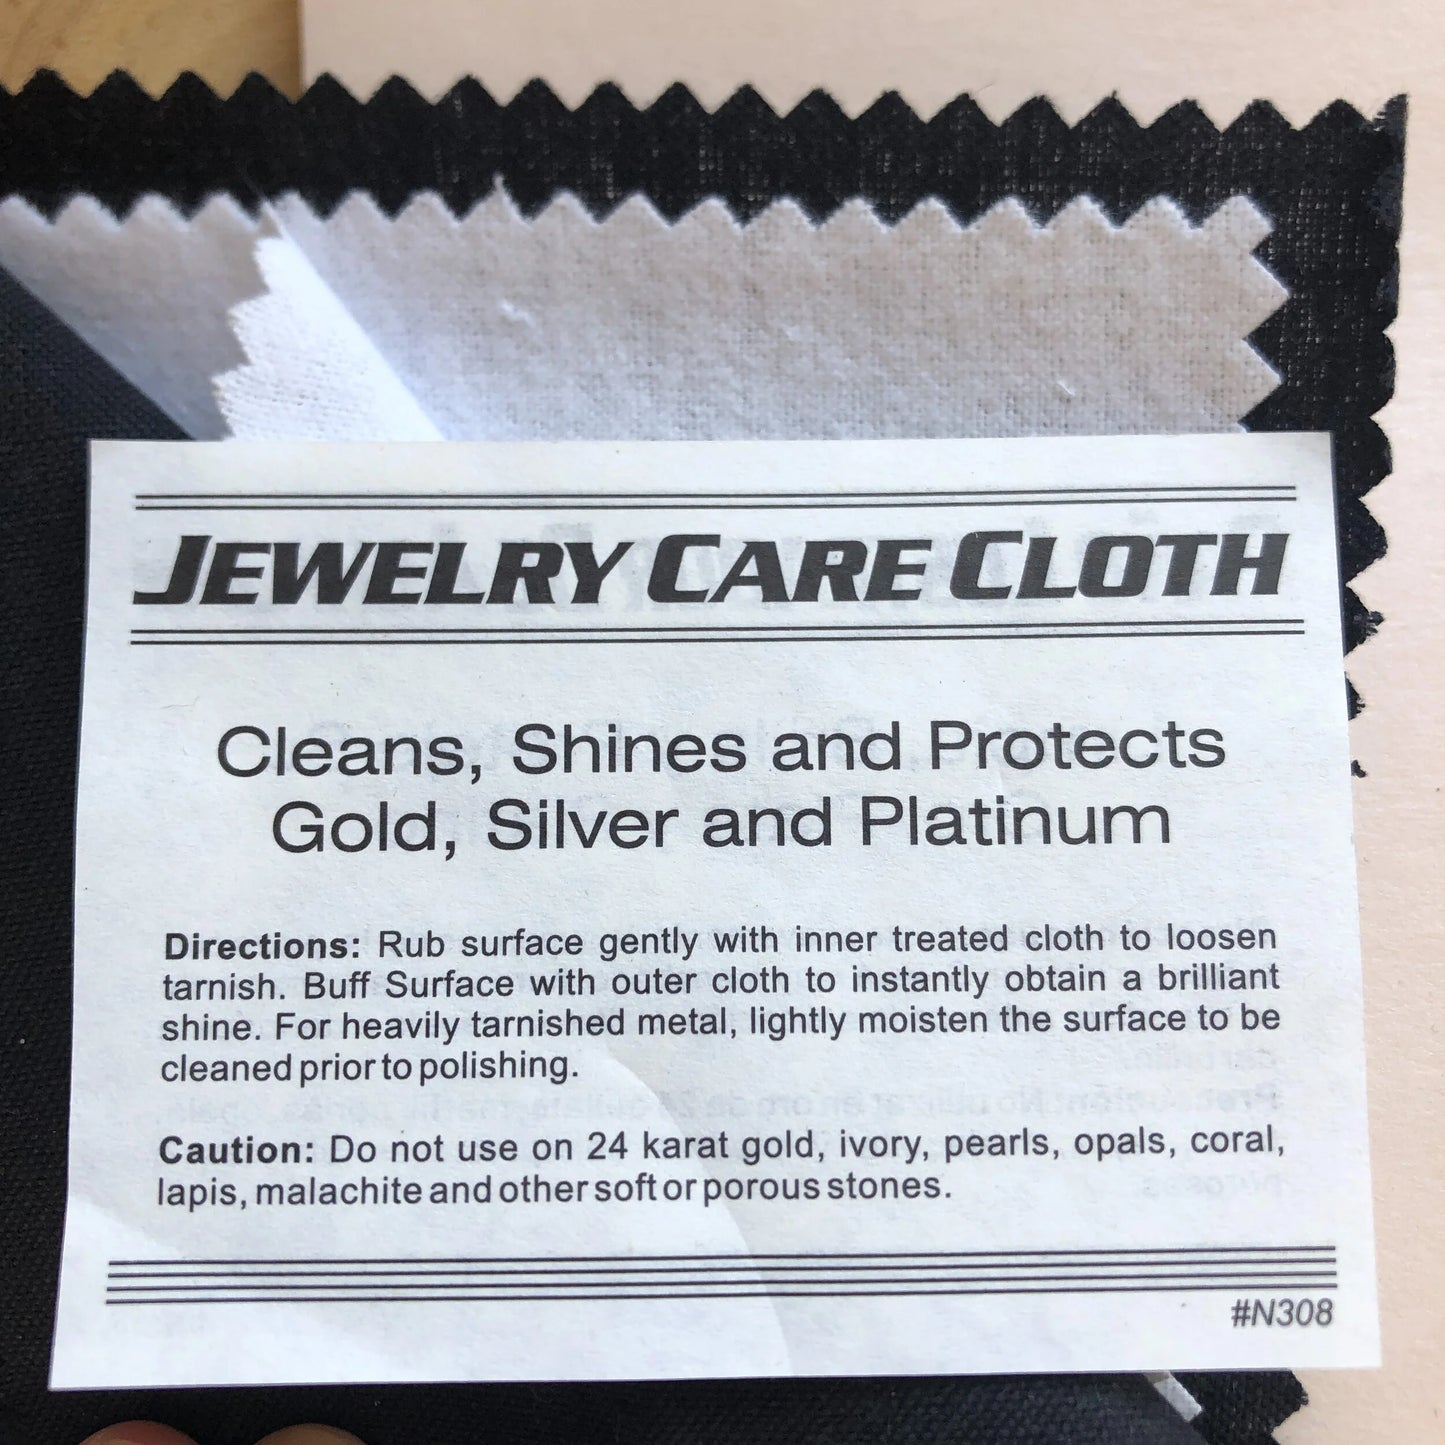 JEWELRY CARE CLOTH
Cleans, Shines and Protects
Gold, Silver and Platinum
Directions: Rub surface gently with inner treated cloth to loosen
tarnish. Buff Surface with outer cloth to instantly obtain a brilliant
shine. For heavily tarnished metal, lightly moisten the surface to be
cleaned prior to polishing.
Caution: Do not use on 24 karat gold, ivory, pearls, opals, coral,
lapis, malachite and other soft or porous stones.
#N308